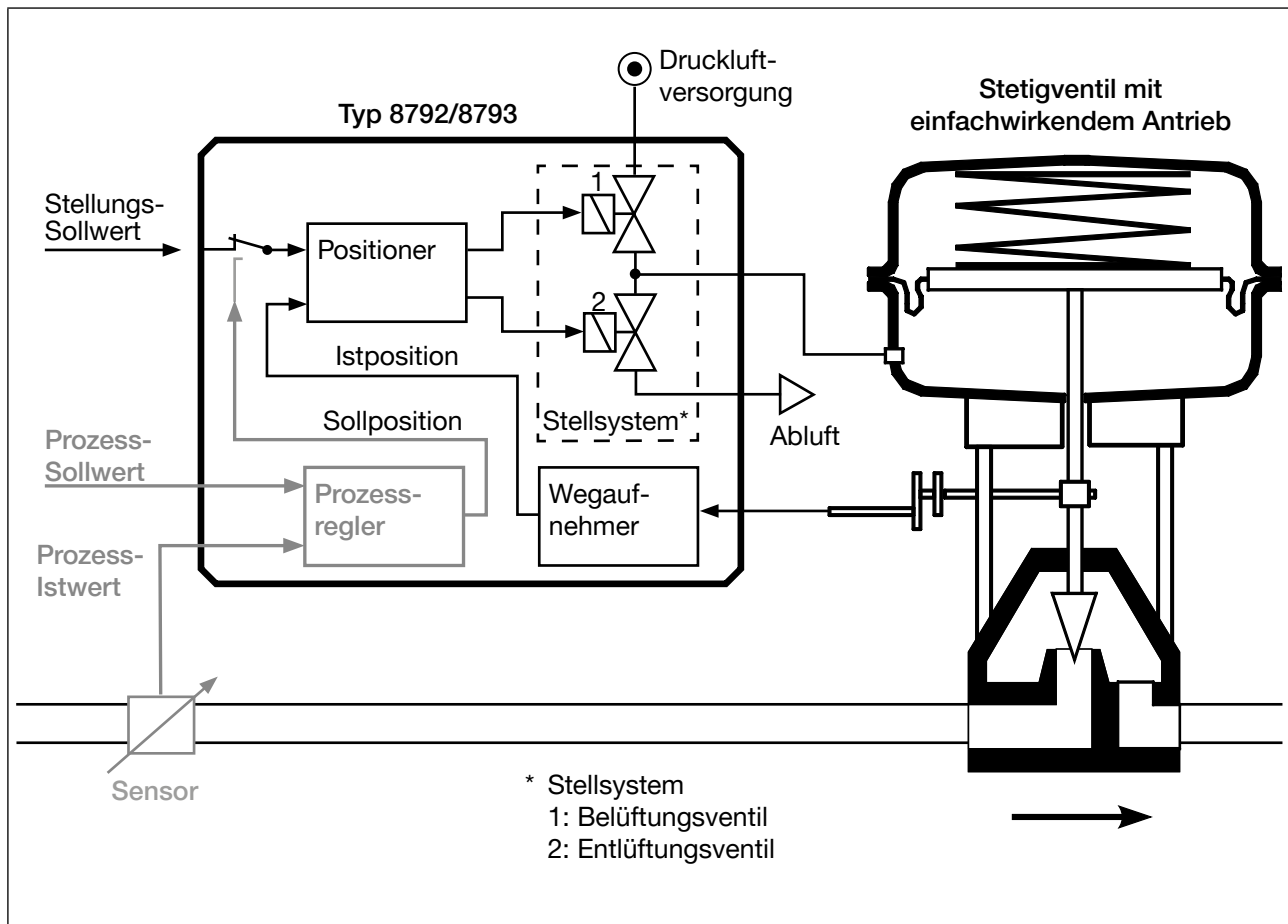 Druckluft-
versorgung
Typ 8792/8793
Stetigventil mit
einfachwirkendem Antrieb
Stellungs-
Sollwert
Positioner
1
2
Istposition
Sollposition
Stellsystem*
Abluft
Prozess-
Sollwert
Prozess-
regler
Wegauf-
nehmer
Prozess-
Istwert
Sensor
* Stellsystem
1: Belüftungsventil
2: Entlüftungsventil